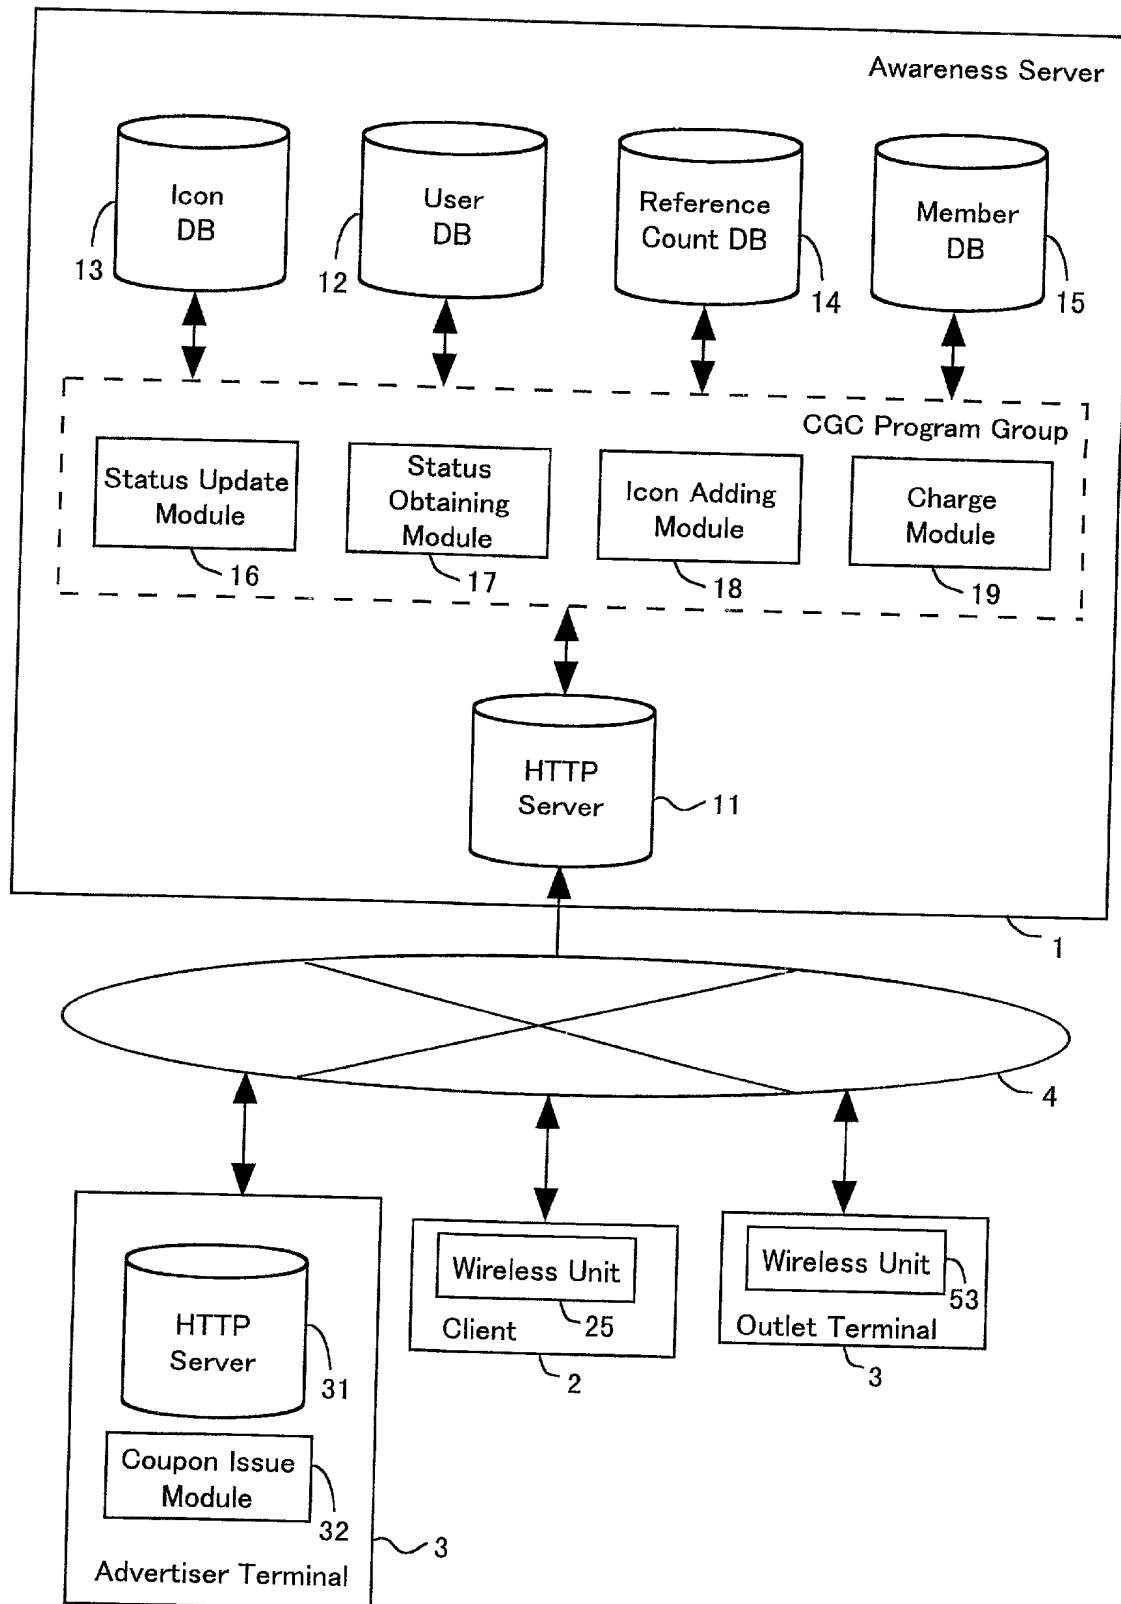 Awareness Server
Icon
DB
13
User
DB
12
Reference
Count DB
14
Member
DB
15
CGC Program Group
Status Update
Module
16
Status
Obtaining
Module
17
Icon Adding
Module
18
Charge
Module
19
HTTP
Server
11
1
4
HTTP
Server
31
Coupon Issue
Module
32
Advertiser Terminal
3
Wireless Unit
25
Client
2
Wireless Unit
53
Outlet Terminal
3